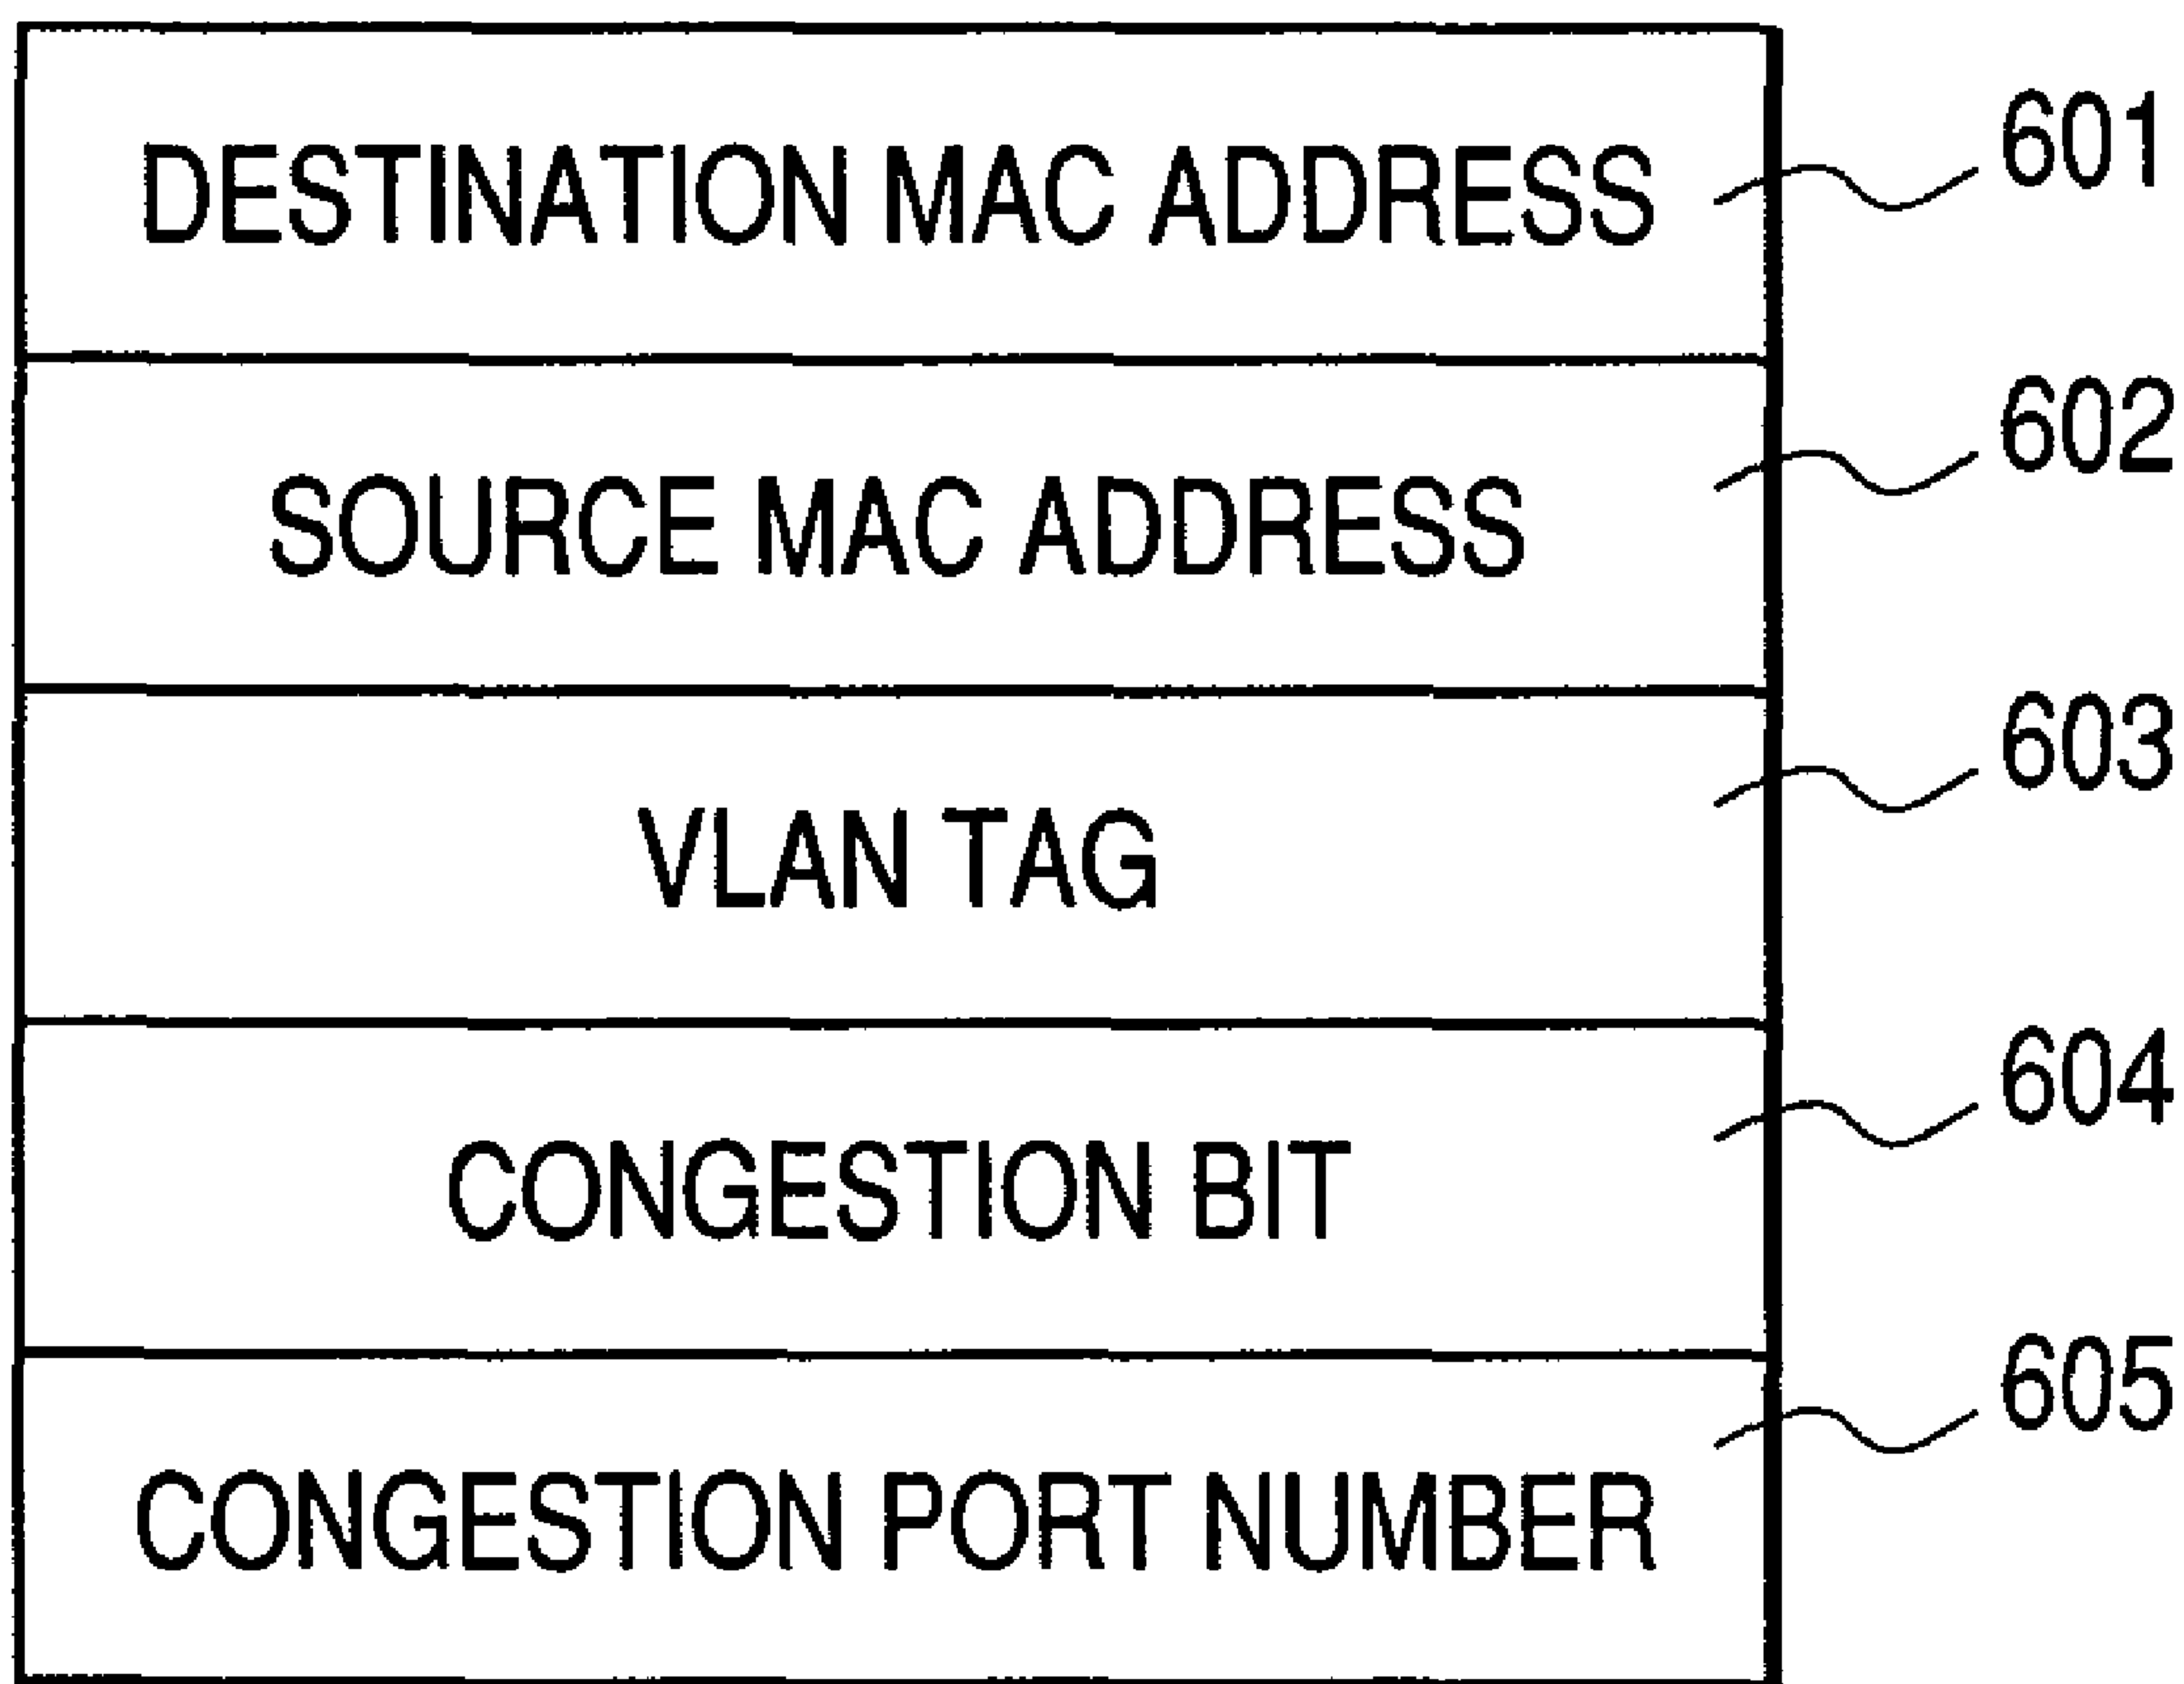 DESTINATION MAC ADDRESS
601
SOURCE MAC ADDRESS
602
VLAN TAG
603
CONGESTION BIT
604
CONGESTION PORT NUMBER
605